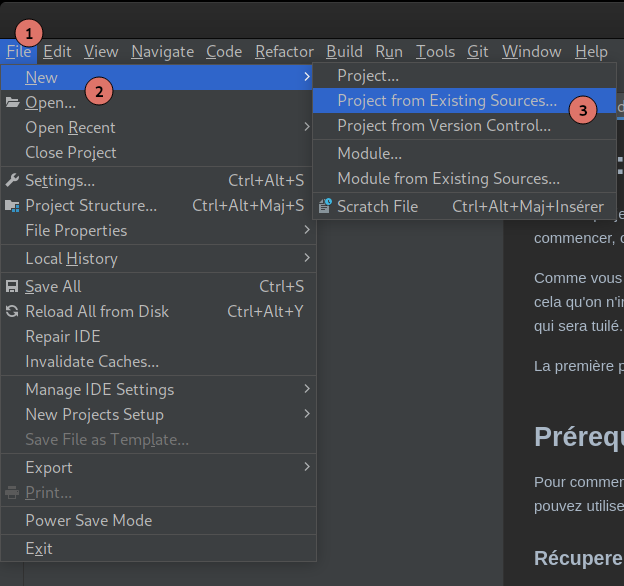 1
File Edit View Navigate Code Refactor Build Run Tools Git Window Help
New
2
Open...
Open Recent
Close Project
Settings... Ctrl+Alt+S
Project Structure... Ctrl+Alt+Maj+S
File Properties
Local History
Save All Ctrl+S
Reload All from Disk Ctrl+Alt+Y
Repair IDE
Invalidate Caches...
Manage IDE Settings
New Projects Setup
Save File as Template...
Export
Print...
Power Save Mode
Exit
Project...
Project from Existing Sources...
3
Project from Version Control...
Module...
Module from Existing Sources...
Scratch File Ctrl+Alt+Maj+Insérer
commencer,
Comme vous
cela qu'on
qui sera tuilé.
La première
Pour
pouvez